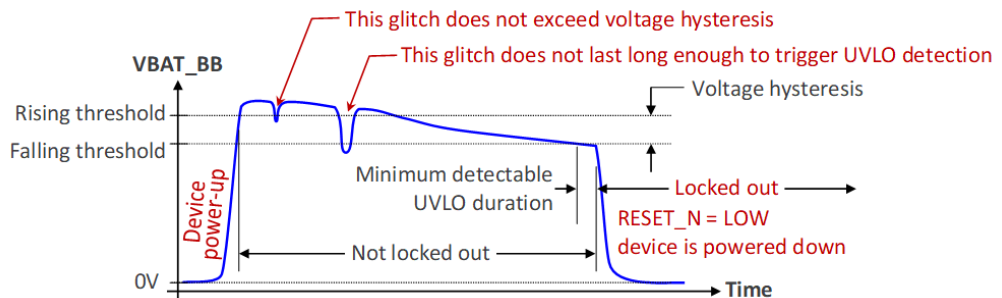 This glitch does not exceed voltage hysteresis
This glitch does not last long enough to trigger UVLO detection
VBAT_BB
Voltage hysteresis
Rising threshold
Falling threshold
Device
power-up
Minimum detectable
UVLO duration
Locked out
RESET_N = LOW
device is powered down
Not locked out
0V
Time